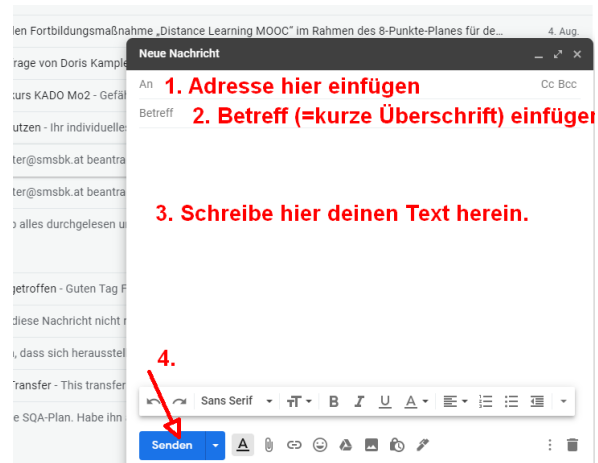 len Fortbildungsmaßnahme „Distance Learning MOOC“ im Rahmen des 8-Punkte-Planes für de... 4. Aug.
Neue Nachricht
rage von Doris Kample
An 1. Adresse hier einfügen Cc Bcc
kurs KADO Mo2 - Gefäh
Betreff 2. Betreff (=kurze Überschrift) einfügen
utzen - Ihr individuelle
ter@smsbk.at beantra
ter@smsbk.at beantra
3. Schreibe hier deinen Text herein.
o alles durchgelesen u
getroffen - Guten Tag F
diese Nachricht nicht r
, dass sich herausstel
4.
Transfer - This transfer
Sans Serif B I U A
e SQA-Plan. Habe ihn
Senden A